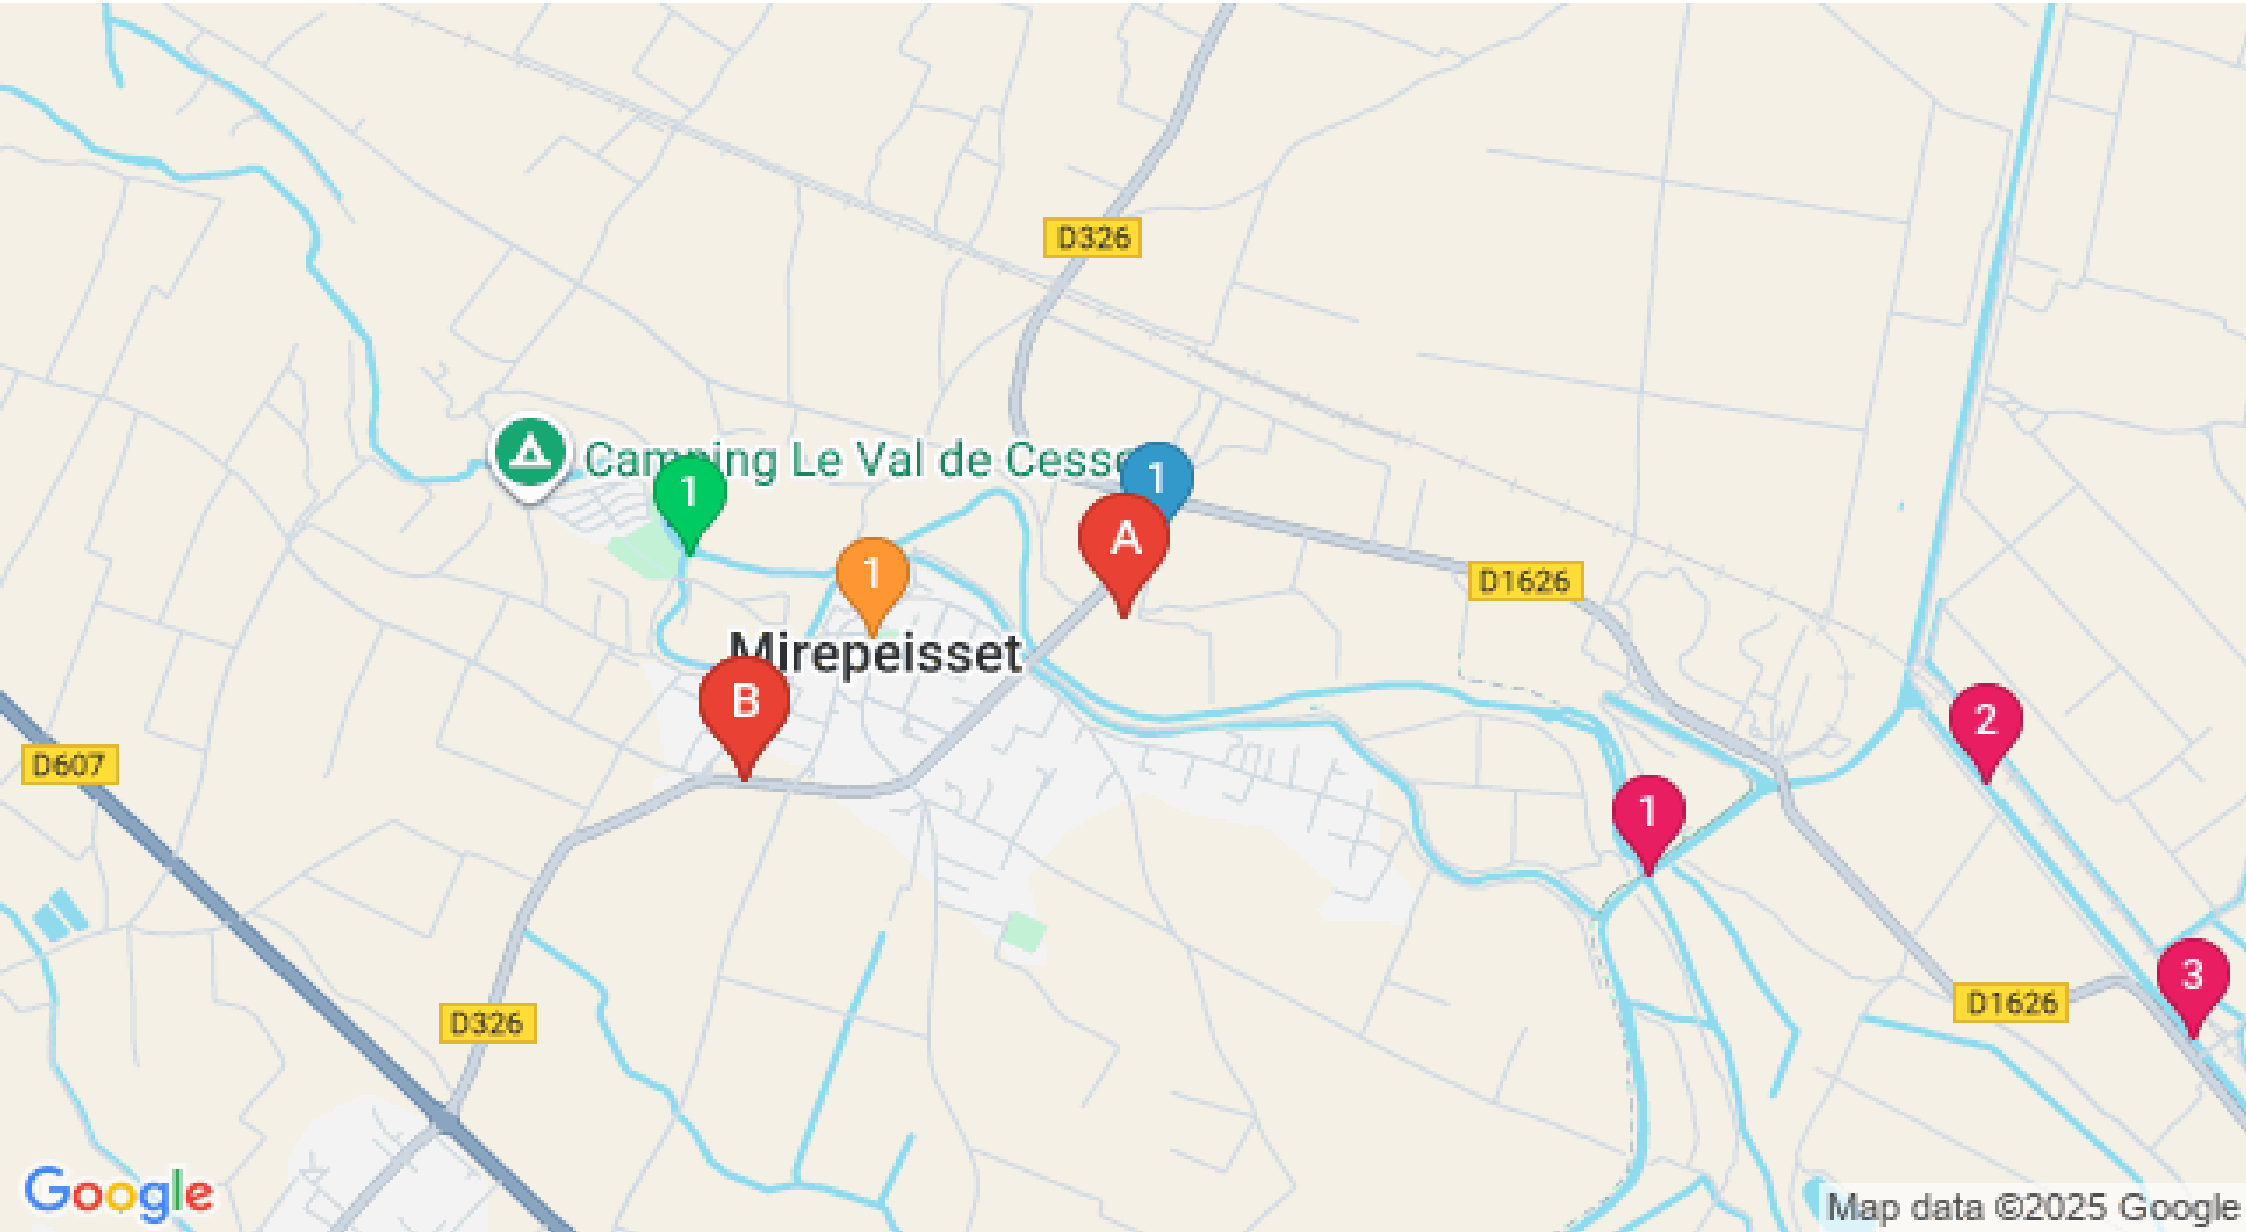 D326
Camping Le Val de Cesse
1
1
A
1
D1626
Mirepeisset
B
2
D607
1
3
D1626
D326
Google
Map data ©2025 Google